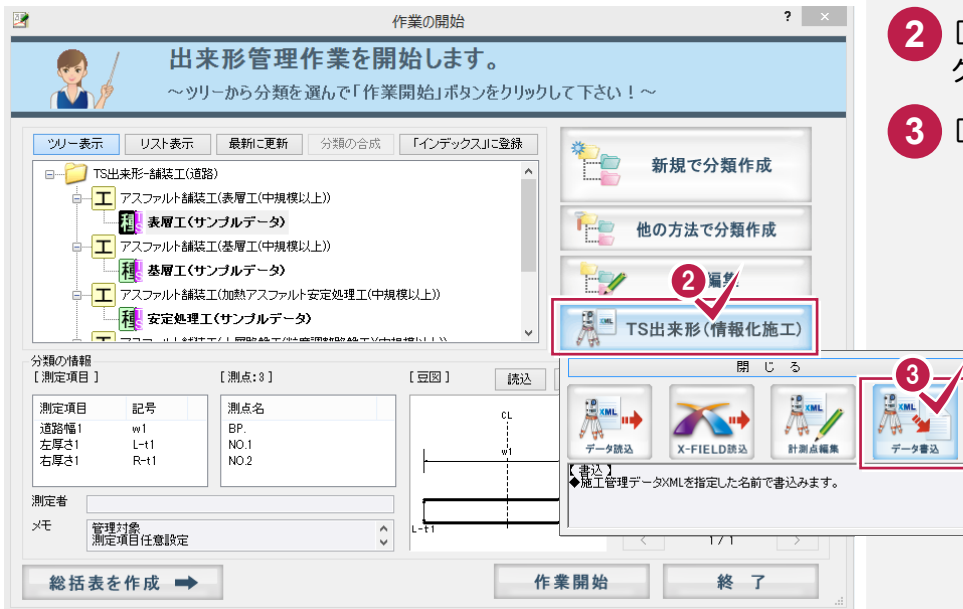 作業の開始
? ×
出来形管理作業を開始します。
～ツリーから分類を選んで「作業開始」ボタンをクリックして下さい！～
ツリー表示 リスト表示 最新に更新 分類の合成 「インデックス」に登録
TS出来形-舗装工(道路)
工 アスファルト舗装工(表層工(中規模以上))
種 表層工(サンプルデータ)
工 アスファルト舗装工(基層工(中規模以上))
種 基層工(サンプルデータ)
工 アスファルト舗装工(加熱アスファルト安定処理工(中規模以上))
種 安定処理工(サンプルデータ)
新規で分類作成
他の方法で分類作成
2 編集
TS出来形(情報化施工)
閉じる
3
データ読込 X-FIELD読込 計測点編集 データ書込
【書込】
◆施工管理データXMLを指定した名前で書込みます。
分類の情報
[測定項目] [測点:3] [豆図] 読込
測定項目 記号
道路幅1 w1
左厚さ1 L-t1
右厚さ1 R-t1
測点名
BP.
NO.1
NO.2
CL
w1
L-t1
測定者
メモ 管理対象
測定項目任意設定
< 1/1 >
総括表を作成 ➡ 作業開始 終了
2 [
3 [